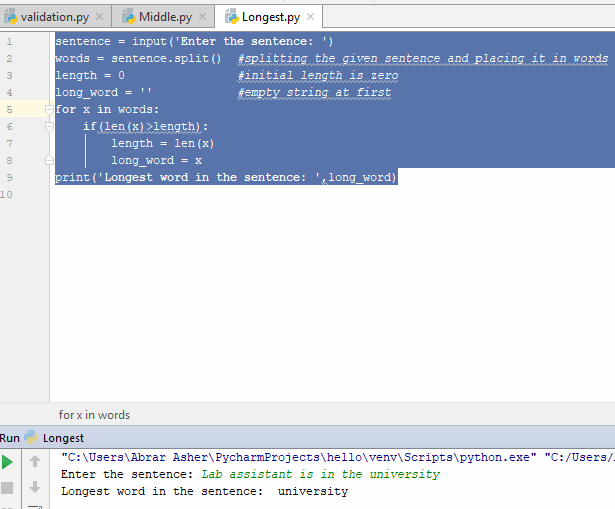 validation.py Middle.py Longest.py
1 sentence = input('Enter the sentence: ')
2 words = sentence.split() #splitting the given sentence and placing it in words
3 length = 0 #initial length is zero
4 long_word = '' #empty string at first
5 for x in words:
6 if(len(x)>length):
7 length = len(x)
8 long_word = x
9 print('Longest word in the sentence: ',long_word)
10
for x in words
Run Longest
"C:\Users\Abrar Asher\PycharmProjects\hello\venv\Scripts\python.exe" "C:/Users/
Enter the sentence: Lab assistant is in the university
Longest word in the sentence:  university